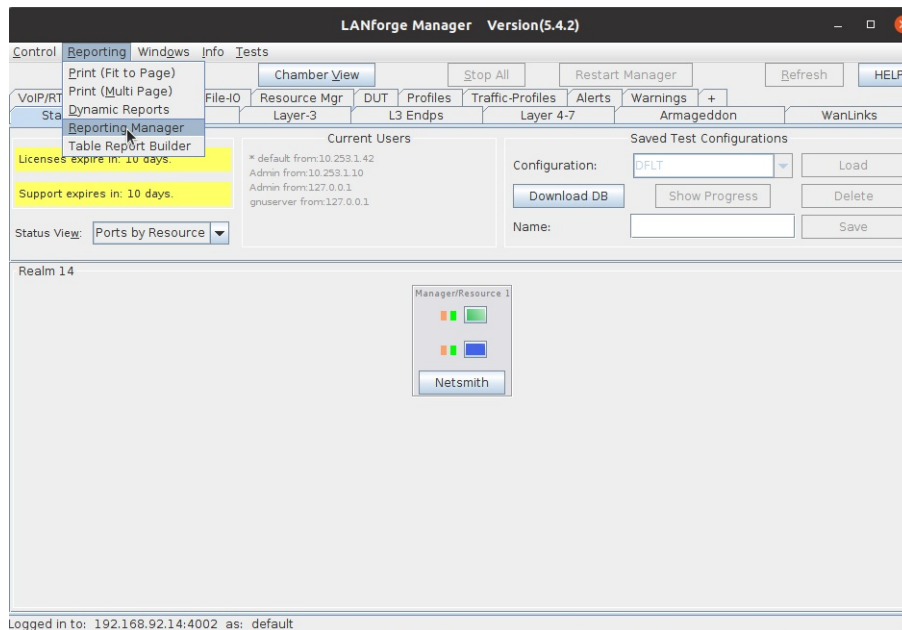 LANforge Manager Version(5.4.2)
Control Reporting Windows Info Tests
Print (Fit to Page)
Print (Multi Page)
Dynamic Reports
Reporting Manager
Table Report Builder
Chamber View Stop All Restart Manager Refresh HELP
VoIP/RT File-IO Resource Mgr DUT Profiles Traffic-Profiles Alerts Warnings +
Sta Layer-3 L3 Endps Layer 4-7 Armageddon WanLinks
Licenses expire in: 10 days.
Support expires in: 10 days.
Status View: Ports by Resource
Current Users
* default from:10.253.1.42
Admin from:10.253.1.10
Admin from:127.0.0.1
gnuserver from:127.0.0.1
Saved Test Configurations
Configuration: DFLT Load
Download DB Show Progress Delete
Name: Save
Realm 14
Manager/Resource 1
Netsmith
Logged in to: 192.168.92.14:4002 as: default